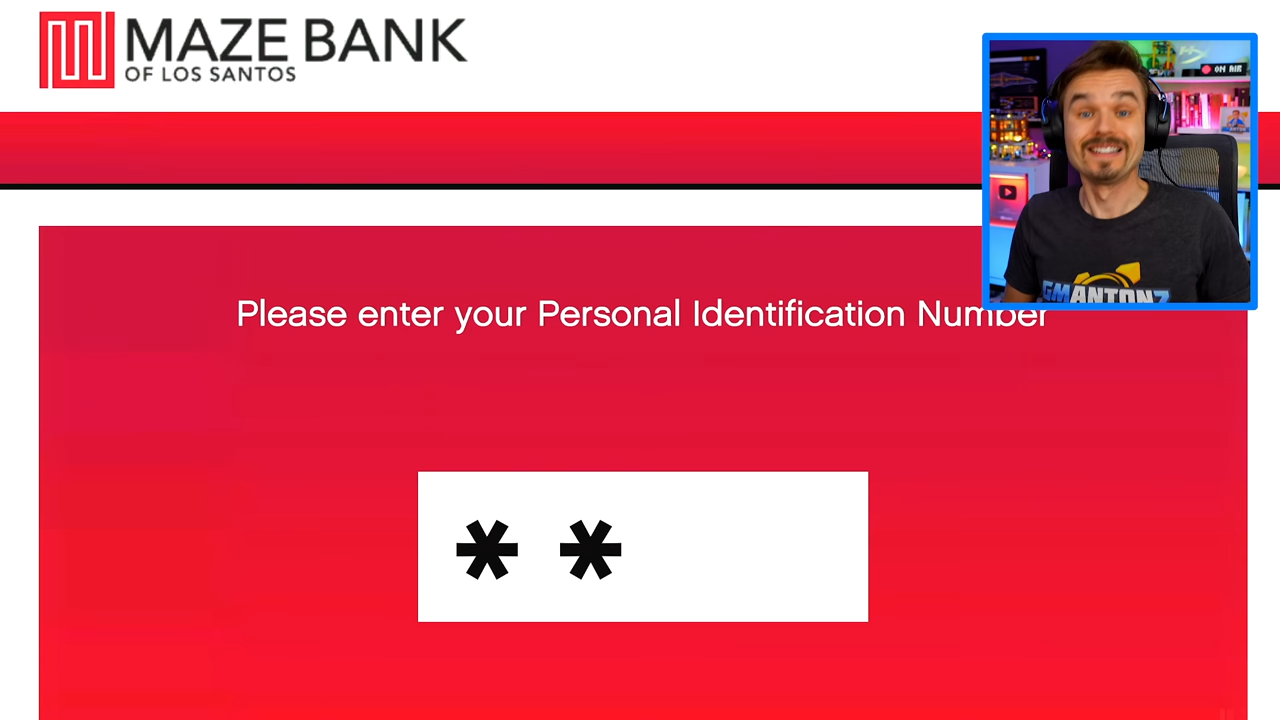 MAZE BANK
OF LOS SANTOS
ON AIR
GMANTONZ
Please enter your Personal Identification Number
* *